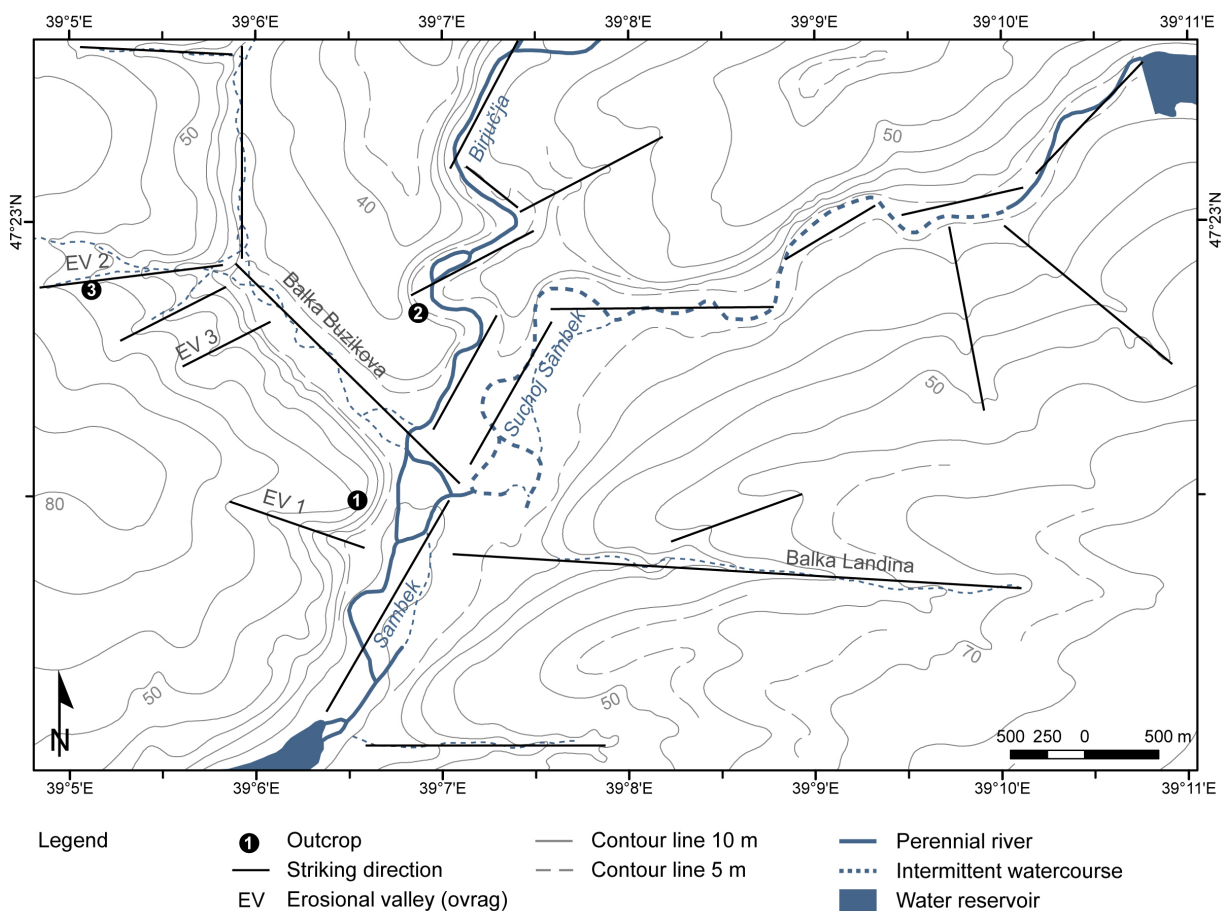 39°5'E 39°6'E 39°7'E 39°8'E 39°9'E 39°10'E 39°11'E
50
Birjuč'ja
50
40
47°23'N
47°23'N
EV 2
3
Balka Buzikova
2
EV 3
Suchoj Sambek
50
80
EV 1
1
Balka Landina
Sambek
70
50
50
N
500 250 0 500 m
39°5'E 39°6'E 39°7'E 39°8'E 39°9'E 39°10'E 39°11'E
Legend
1 Outcrop
Striking direction
EV Erosional valley (ovrag)
Contour line 10 m
Contour line 5 m
Perennial river
Intermittent watercourse
Water reservoir